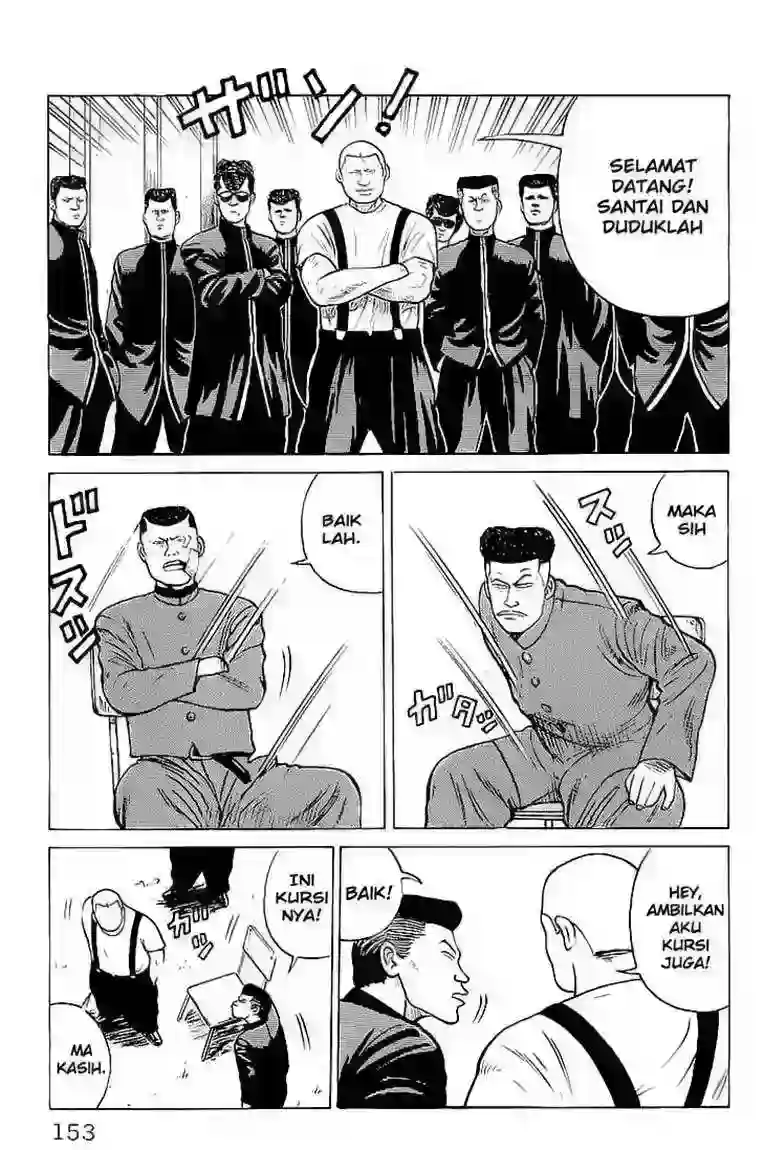 ザン!
SELAMAT
DATANG!
SANTAI DAN
DUDUKLAH
MAKA
SIH
ズッ
ガタッ
BAIK
LAH.
ドスッ
HEY,
AMBILKAN
AKU
KURSI
JUGA!
BAIK!
INI
KURSI
NYA!
ガッ
MA
KASIH.
153